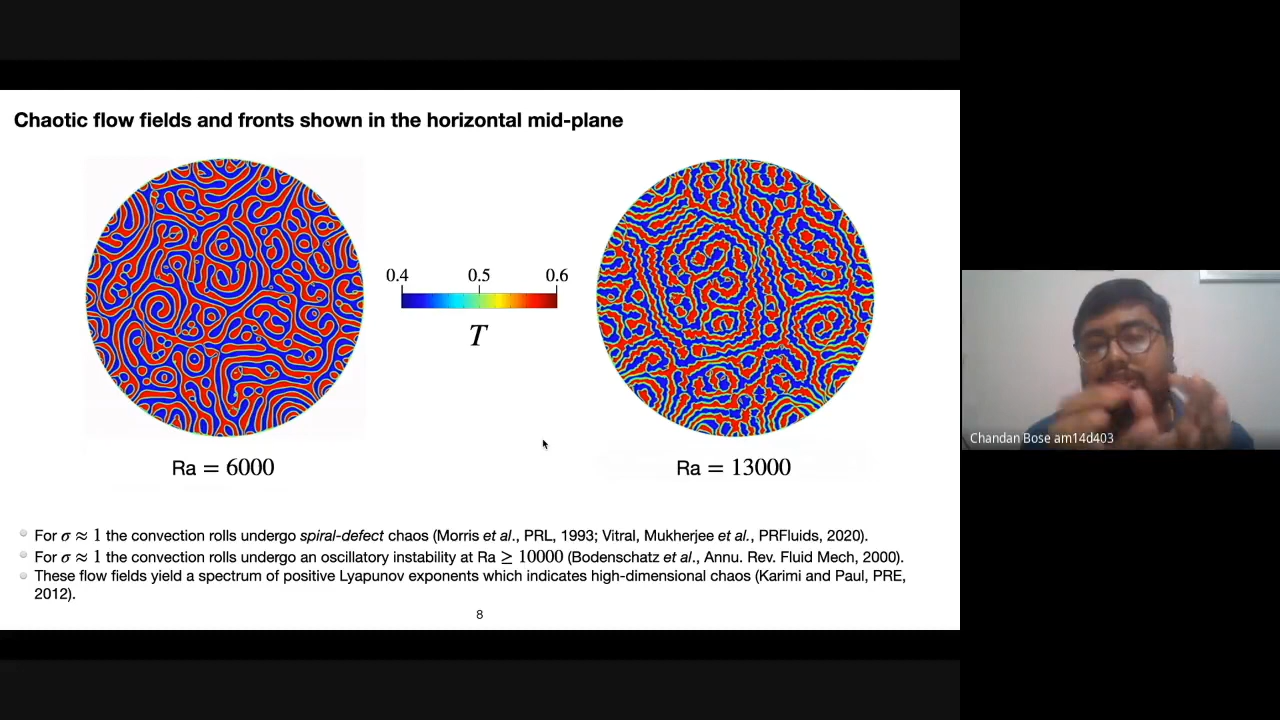 Chaotic flow fields and fronts shown in the horizontal mid-plane
0.4 0.5 0.6
T
Ra = 6000
Ra = 13000
Chandan Bose am14d403
For σ ≈ 1 the convection rolls undergo spiral-defect chaos (Morris et al., PRL, 1993; Vitral, Mukherjee et al., PRFluids, 2020).
For σ ≈ 1 the convection rolls undergo an oscillatory instability at Ra ≥ 10000 (Bodenschatz et al., Annu. Rev. Fluid Mech, 2000).
These flow fields yield a spectrum of positive Lyapunov exponents which indicates high-dimensional chaos (Karimi and Paul, PRE,
2012).
8